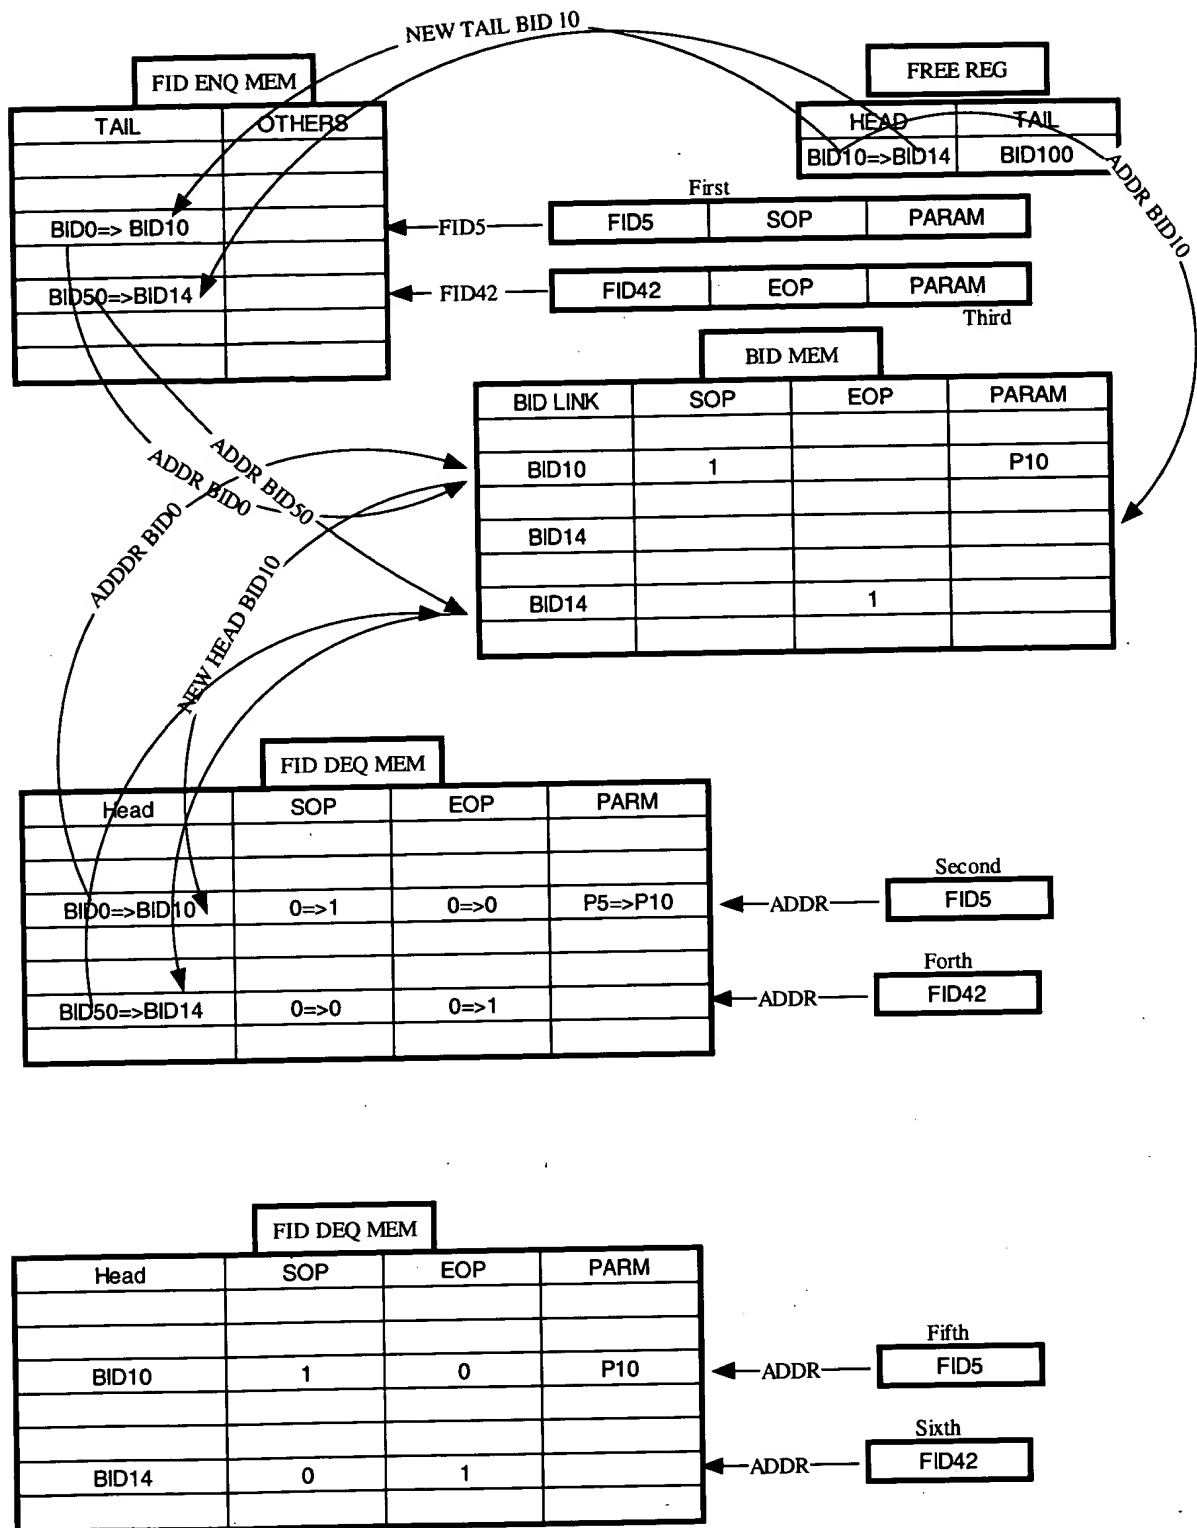 NEW TAIL BID 10
FID ENQ MEM
FREE REG
TAIL OTHERS
HEAD TAIL
BID10=>BID14 BID100
ADDR BID10
First
BID0=> BID10
FID5
FID5 SOP PARAM
BID50=>BID14
FID42
FID42 EOP PARAM
Third
BID MEM
BID LINK SOP EOP PARAM
BID10 1 P10
BID14
BID14 1
ADDR BID50
ADDR BID0
ADDDR BID0
NEW HEAD BID10
FID DEQ MEM
Head SOP EOP PARM
Second
BID0=>BID10 0=>1 0=>0 P5=>P10
ADDR
FID5
Forth
BID50=>BID14 0=>0 0=>1
ADDR
FID42
FID DEQ MEM
Head SOP EOP PARM
Fifth
BID10 1 0 P10
ADDR
FID5
Sixth
BID14 0 1
ADDR
FID42